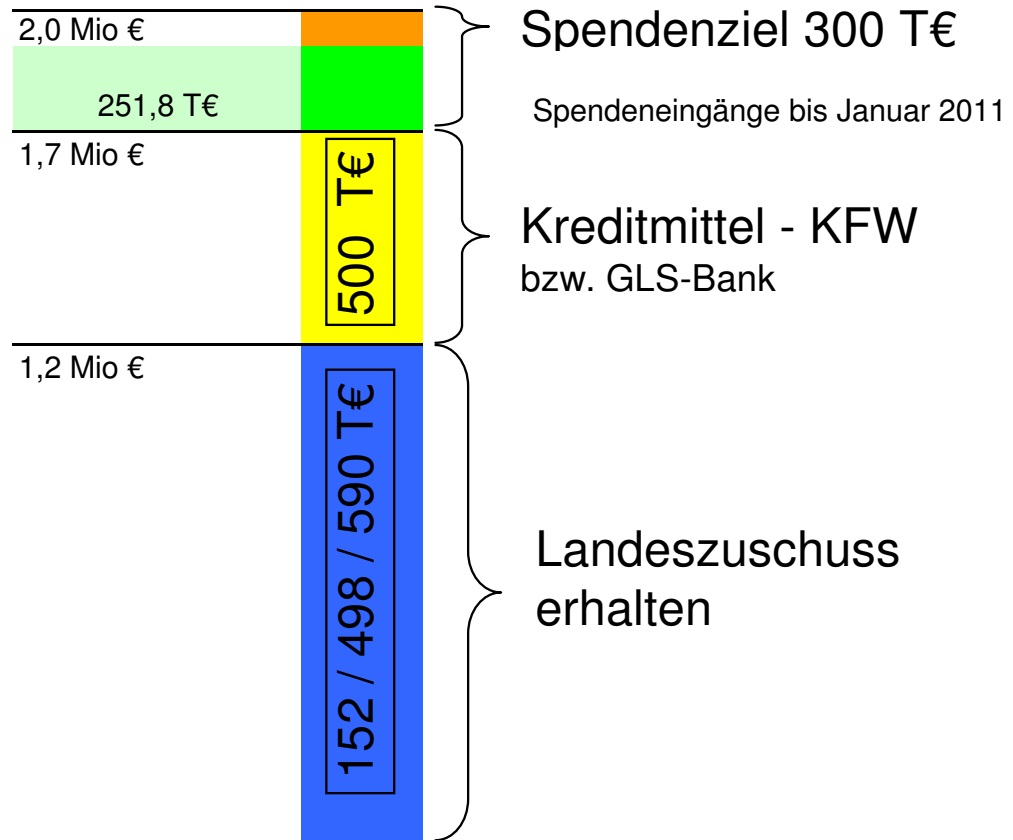 2,0 Mio €
Spendenziel 300 T€
251,8 T€
Spendeneingänge bis Januar 2011
1,7 Mio €
500 T€
Kreditmittel - KFW
bzw. GLS-Bank
1,2 Mio €
152 / 498 / 590 T€
Landeszuschuss
erhalten